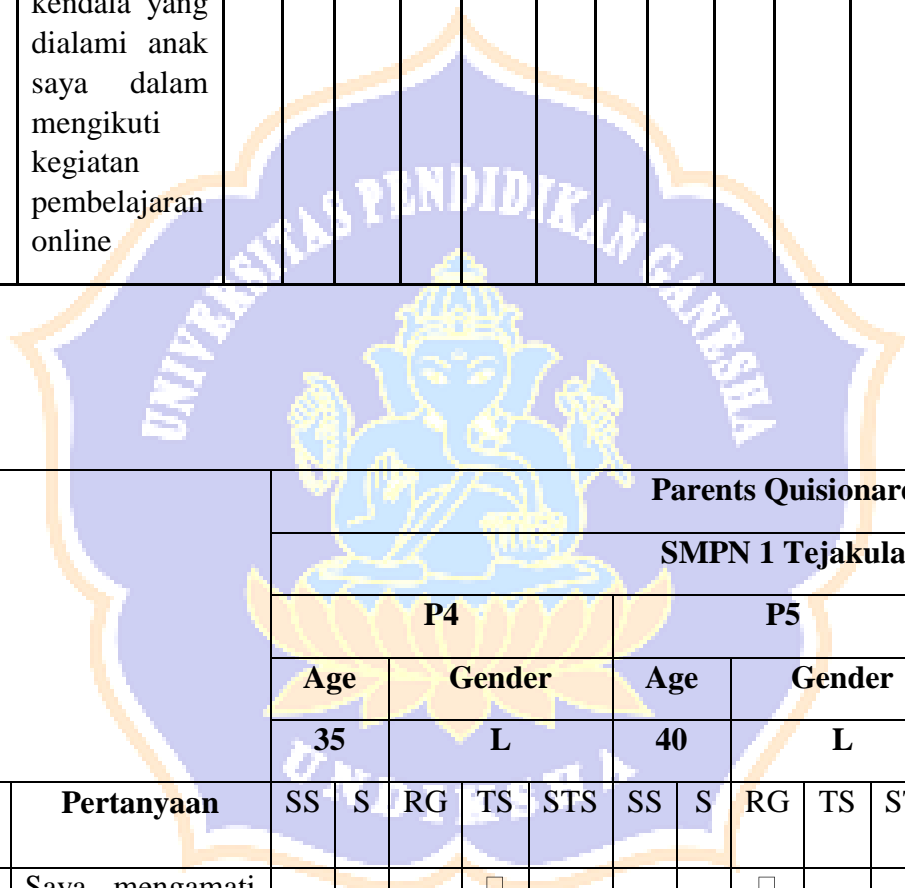 kendala yang
dialami anak
saya dalam
mengikuti
kegiatan
pembelajaran
online
UNIVERSITAS PENDIDIKAN GANESHA
Parents Quisionare
SMPN 1 Tejakula
P4 P5
Age Gender Age Gender
35 L 40 L
UNDIKSHA
Pertanyaan SS S RG TS STS SS S RG TS
Saya mengamati